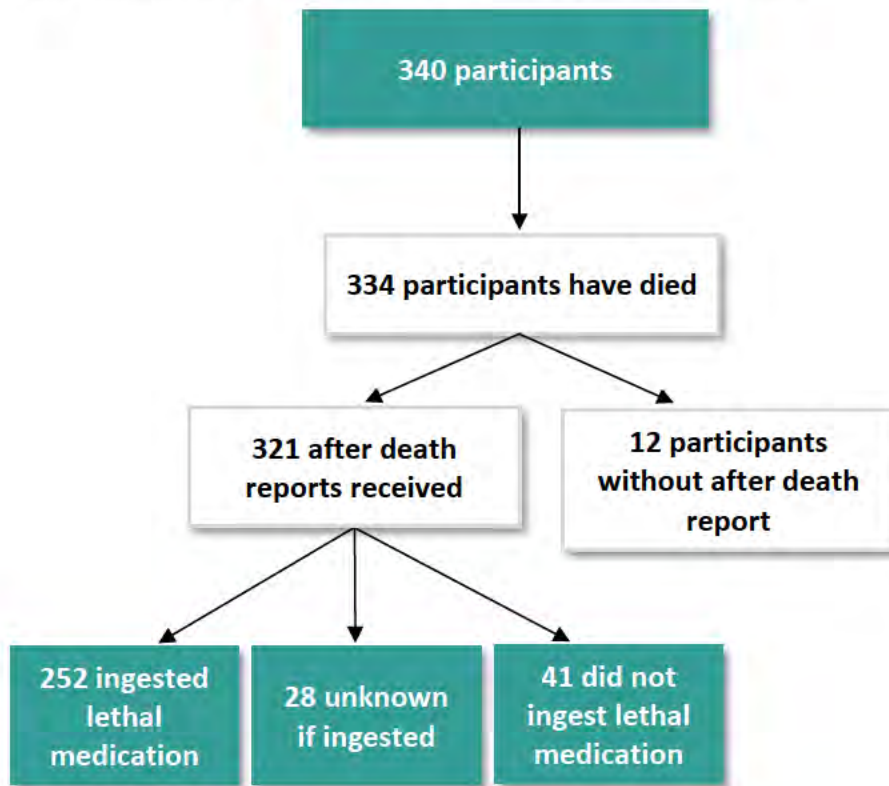 340 participants
334 participants have died
321 after death
reports received
12 participants
without after death
report
252 ingested
lethal
medication
28 unknown
if ingested
41 did not
ingest lethal
medication